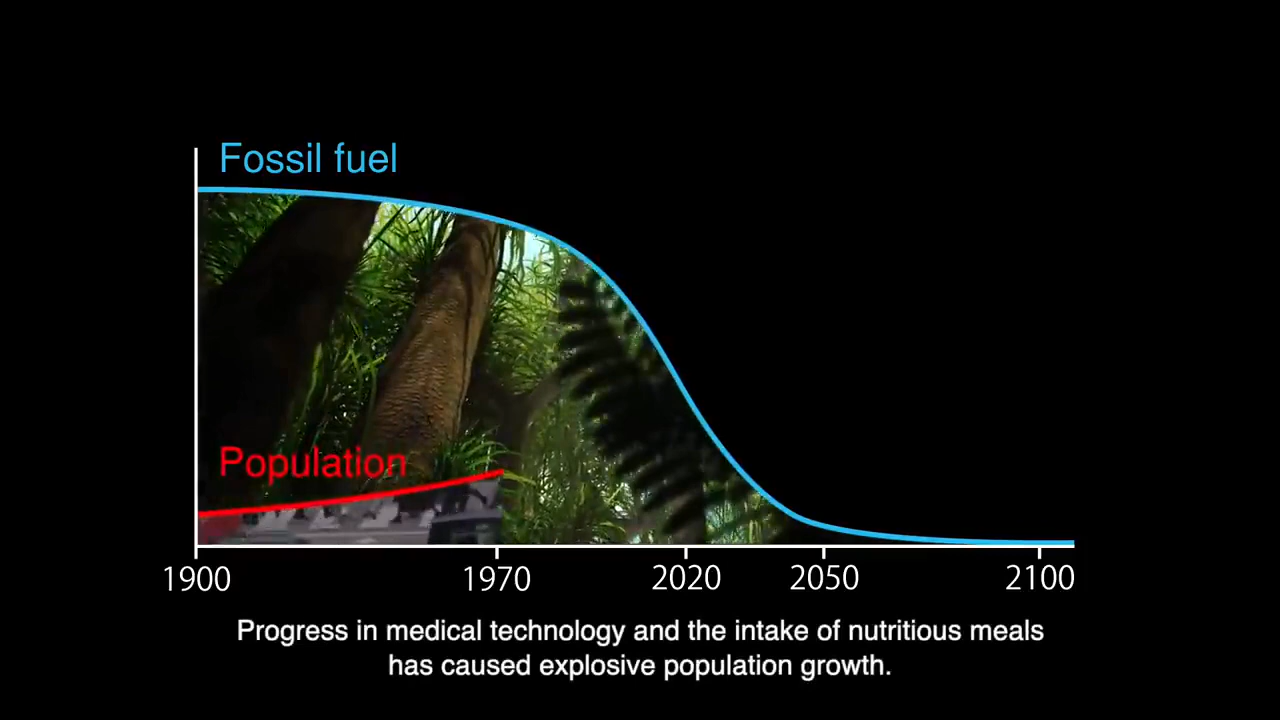 Fossil fuel
Population
1900 1970 2020 2050 2100
Progress in medical technology and the intake of nutritious meals
has caused explosive population growth.